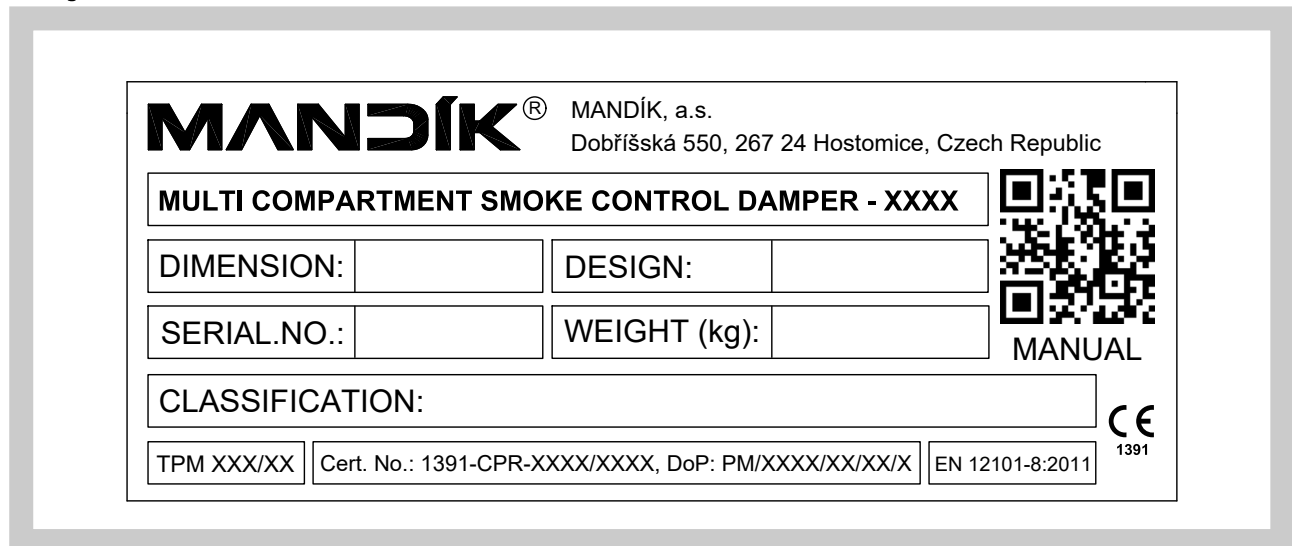 MANDÍK® MANDÍK, a.s.
Dobříšská 550, 267 24 Hostomice, Czech Republic
MULTI COMPARTMENT SMOKE CONTROL DAMPER - XXXX
DIMENSION: DESIGN:
SERIAL.NO.: WEIGHT (kg):
MANUAL
CLASSIFICATION:
CE
1391
TPM XXX/XX Cert. No.: 1391-CPR-XXXX/XXXX, DoP: PM/XXXX/XX/XX/X EN 12101-8:2011